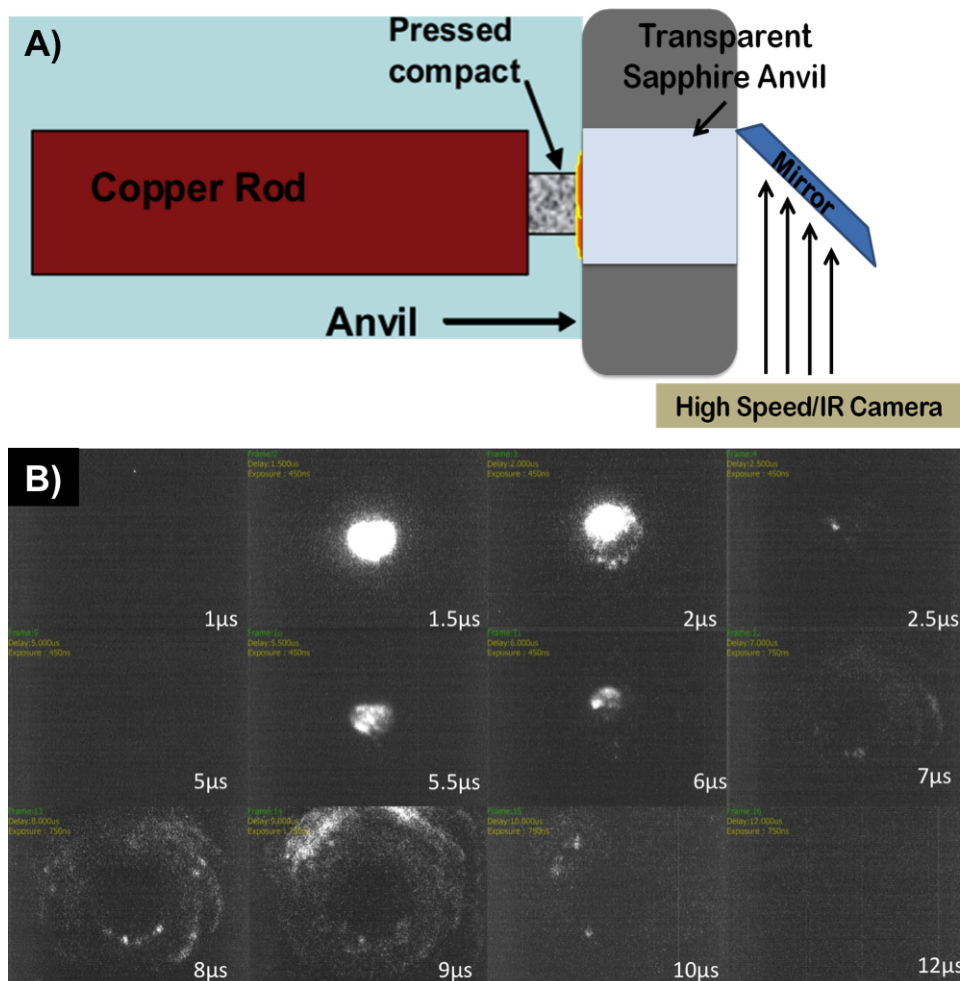 A)
Pressed
compact
Transparent
Sapphire Anvil
Copper Rod
Mirror
Anvil
High Speed/IR Camera
B)
Frame:2
Delay:1.500us
Exposure : 450ns
Frame:3
Delay:2.000us
Exposure : 450ns
Frame:4
Delay:2.500us
Exposure : 450ns
1µs
1.5µs
2µs
2.5µs
Frame:9
Delay:5.000us
Exposure : 450ns
Delay:5.500us
Exposure : 450ns
Delay:6.000us
Exposure : 450ns
Delay:7.000us
Exposure : 750ns
5µs
5.5µs
6µs
7µs
Frame:13
Delay:8.000us
Exposure : 750ns
Frame:14
Delay:9.000us
Exposure : 750ns
Frame:15
Delay:10.000us
Exposure : 750ns
Frame:16
Delay:12.000us
Exposure : 750ns
8µs
9µs
10µs
12µs